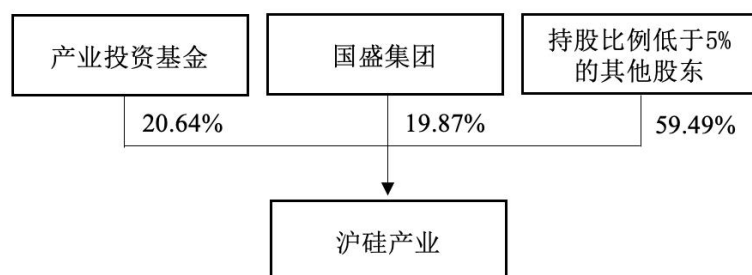 产业投资基金
国盛集团
持股比例低于5%
的其他股东
20.64%
19.87%
59.49%
沪硅产业